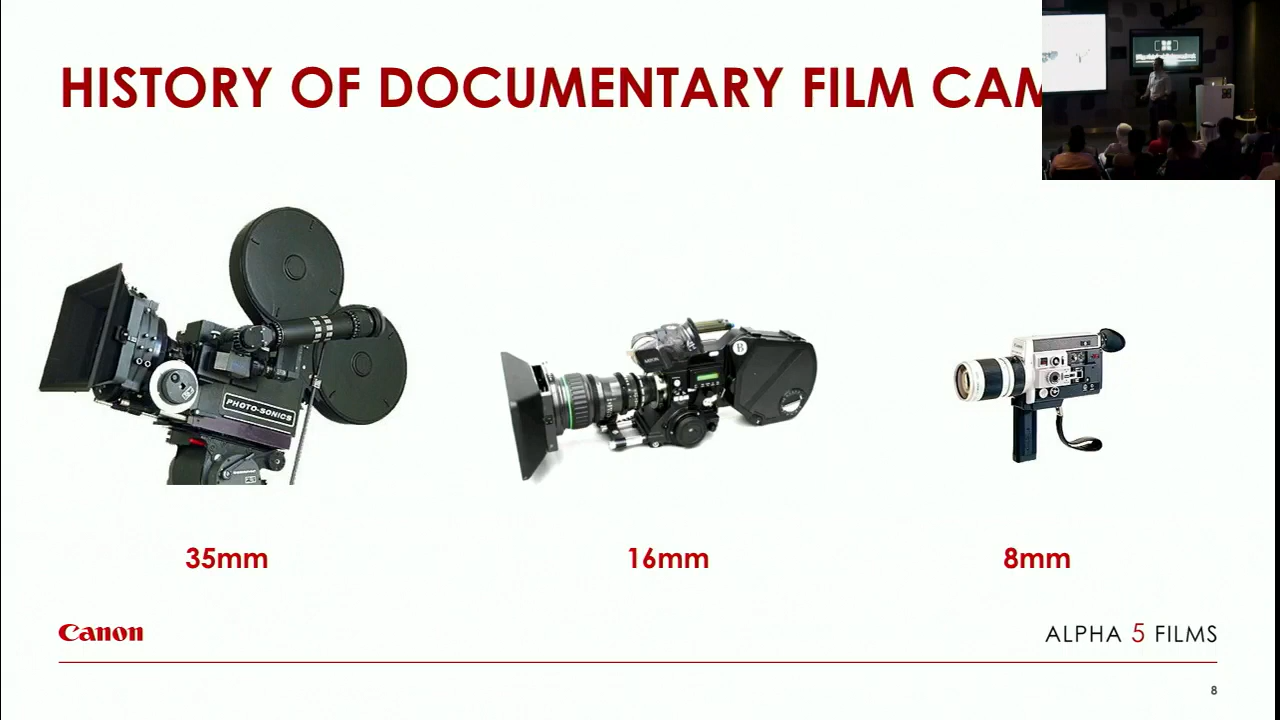 HISTORY OF DOCUMENTARY FILM CAM
PHOTO-SONICS
B
35mm
16mm
8mm
Canon
ALPHA 5 FILMS
8